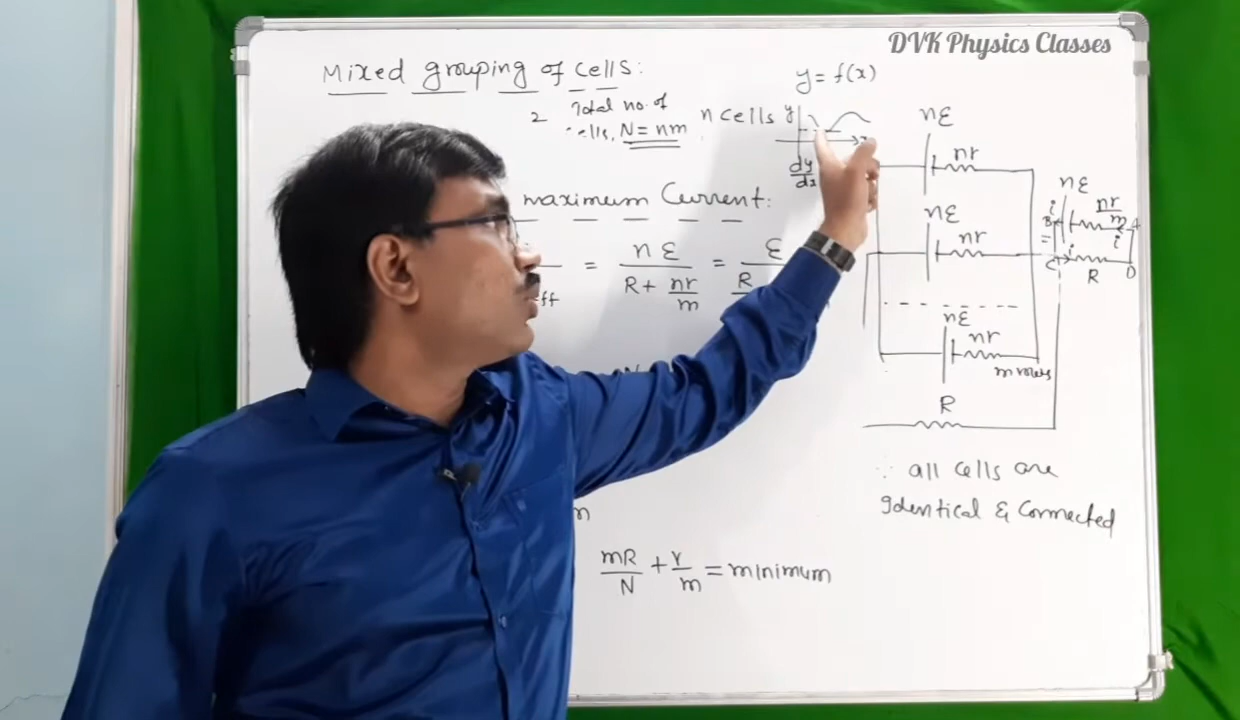 DVK Physics Classes
Mixed grouping of cells:
Total no. of
cells, N = nm
n cells
y = f(x)
y
dy
dx
nε
nr
nε
nr
nε
nr
m rows
R
nε
nr/m
i
B
A
i
=
C
i
R
D
maximum Current:
= nε / (R + nr/m) = ε / R
eff
mR/N + r/m = minimum
∵ all cells are
Identical & Connected